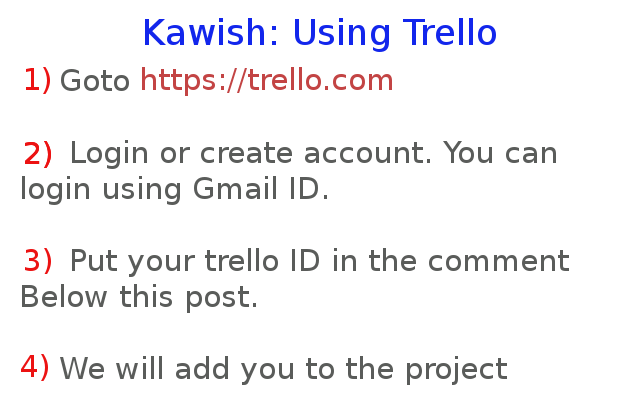 Kawish: Using Trello
1) Goto https://trello.com
2) Login or create account. You can
login using Gmail ID.
3) Put your trello ID in the comment
Below this post.
4) We will add you to the project